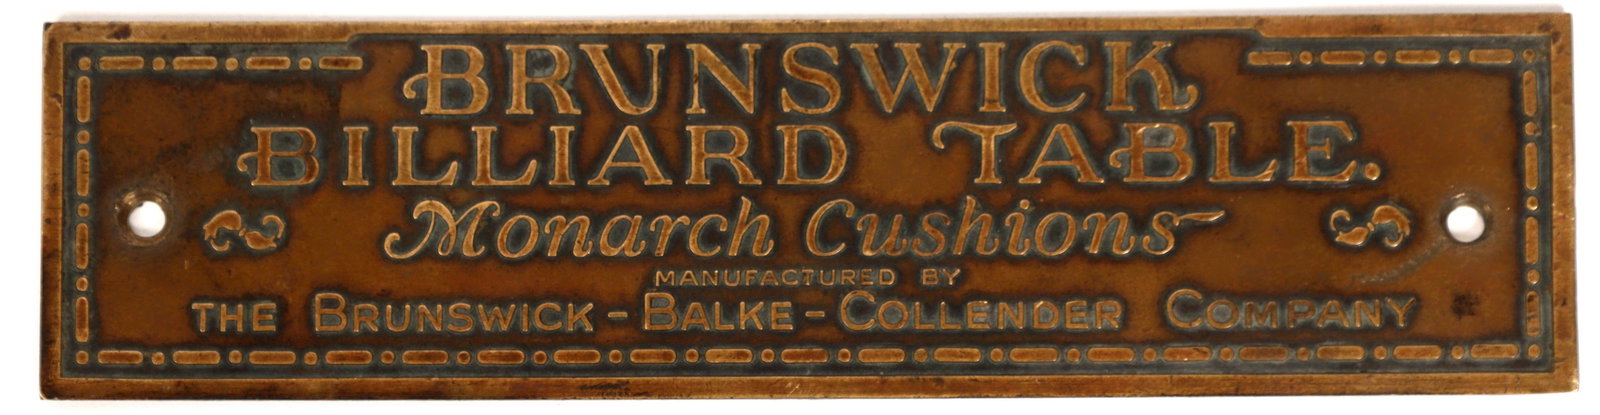 BRUNSWICK
BILLIARD TABLE.
Monarch Cushions
MANUFACTURED BY
THE BRUNSWICK-BALKE-COLLENDER COMPANY